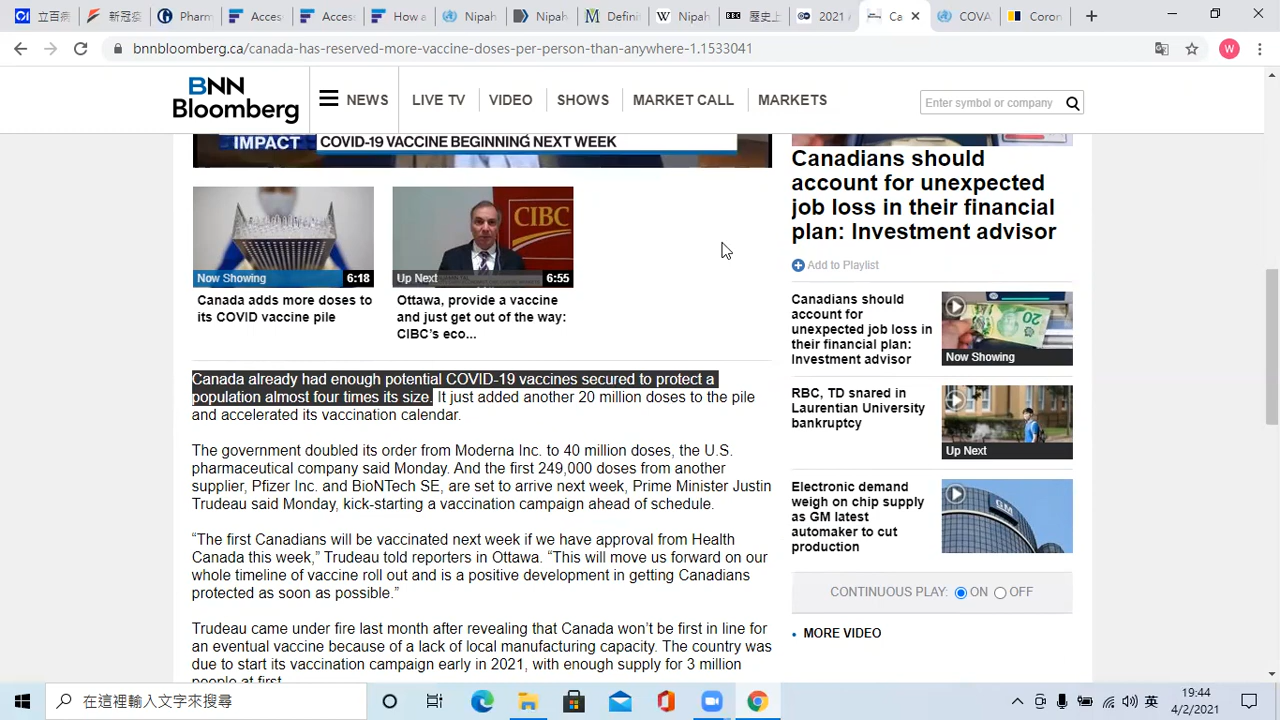 立
新惹
Pharm
Acces
Acces
How a
Nipah
Nipah
Defini
W Nipah
BBC 歷史上
2021
Ca
COVA
Coron
W
bnnbloomberg.ca/canada-has-reserved-more-vaccine-doses-per-person-than-anywhere-1.1533041
BNN
Bloomberg
NEWS
LIVE TV
VIDEO
SHOWS
MARKET CALL
MARKETS
Enter symbol or company
IMPACT
COVID-19 VACCINE BEGINNING NEXT WEEK
Now Showing 6:18
Canada adds more doses to
its COVID vaccine pile
CIBC
Up Next 6:55
Ottawa, provide a vaccine
and just get out of the way:
CIBC's eco...
Canada already had enough potential COVID-19 vaccines secured to protect a
population almost four times its size. It just added another 20 million doses to the pile
and accelerated its vaccination calendar.
The government doubled its order from Moderna Inc. to 40 million doses, the U.S.
pharmaceutical company said Monday. And the first 249,000 doses from another
supplier, Pfizer Inc. and BioNTech SE, are set to arrive next week, Prime Minister Justin
Trudeau said Monday, kick-starting a vaccination campaign ahead of schedule.
“The first Canadians will be vaccinated next week if we have approval from Health
Canada this week,” Trudeau told reporters in Ottawa. “This will move us forward on our
whole timeline of vaccine roll out and is a positive development in getting Canadians
protected as soon as possible.”
Trudeau came under fire last month after revealing that Canada won’t be first in line for
an eventual vaccine because of a lack of local manufacturing capacity. The country was
due to start its vaccination campaign early in 2021, with enough supply for 3 million
people at first.
Canadians should
account for unexpected
job loss in their financial
plan: Investment advisor
Add to Playlist
Canadians should
account for
unexpected job loss in
their financial plan:
Investment advisor
20
Now Showing
RBC, TD snared in
Laurentian University
bankruptcy
Up Next
Electronic demand
weigh on chip supply
as GM latest
automaker to cut
production
GM
CONTINUOUS PLAY: ON OFF
MORE VIDEO
在這裡輸入文字來搜尋
英
19:44
4/2/2021